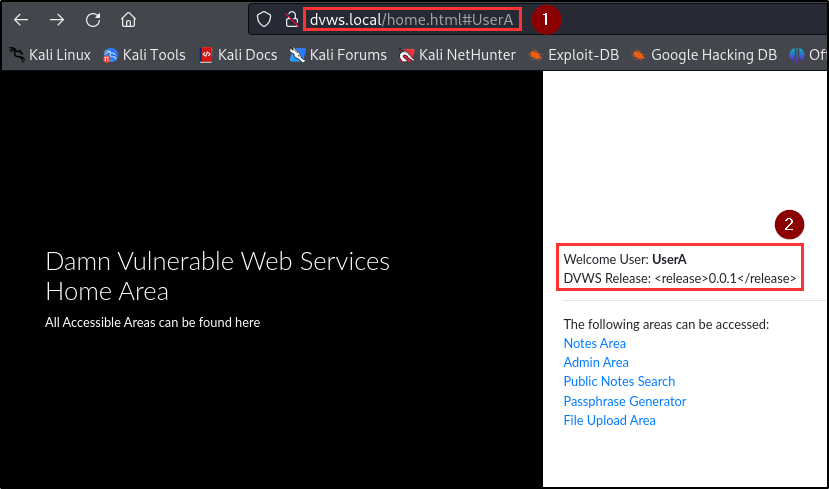 dvws.local/home.html#UserA
1
Kali Linux Kali Tools Kali Docs Kali Forums Kali NetHunter Exploit-DB Google Hacking DB
2
Damn Vulnerable Web Services
Home Area
All Accessible Areas can be found here
Welcome User: UserA
DVWS Release: <release>0.0.1</release>
The following areas can be accessed:
Notes Area
Admin Area
Public Notes Search
Passphrase Generator
File Upload Area